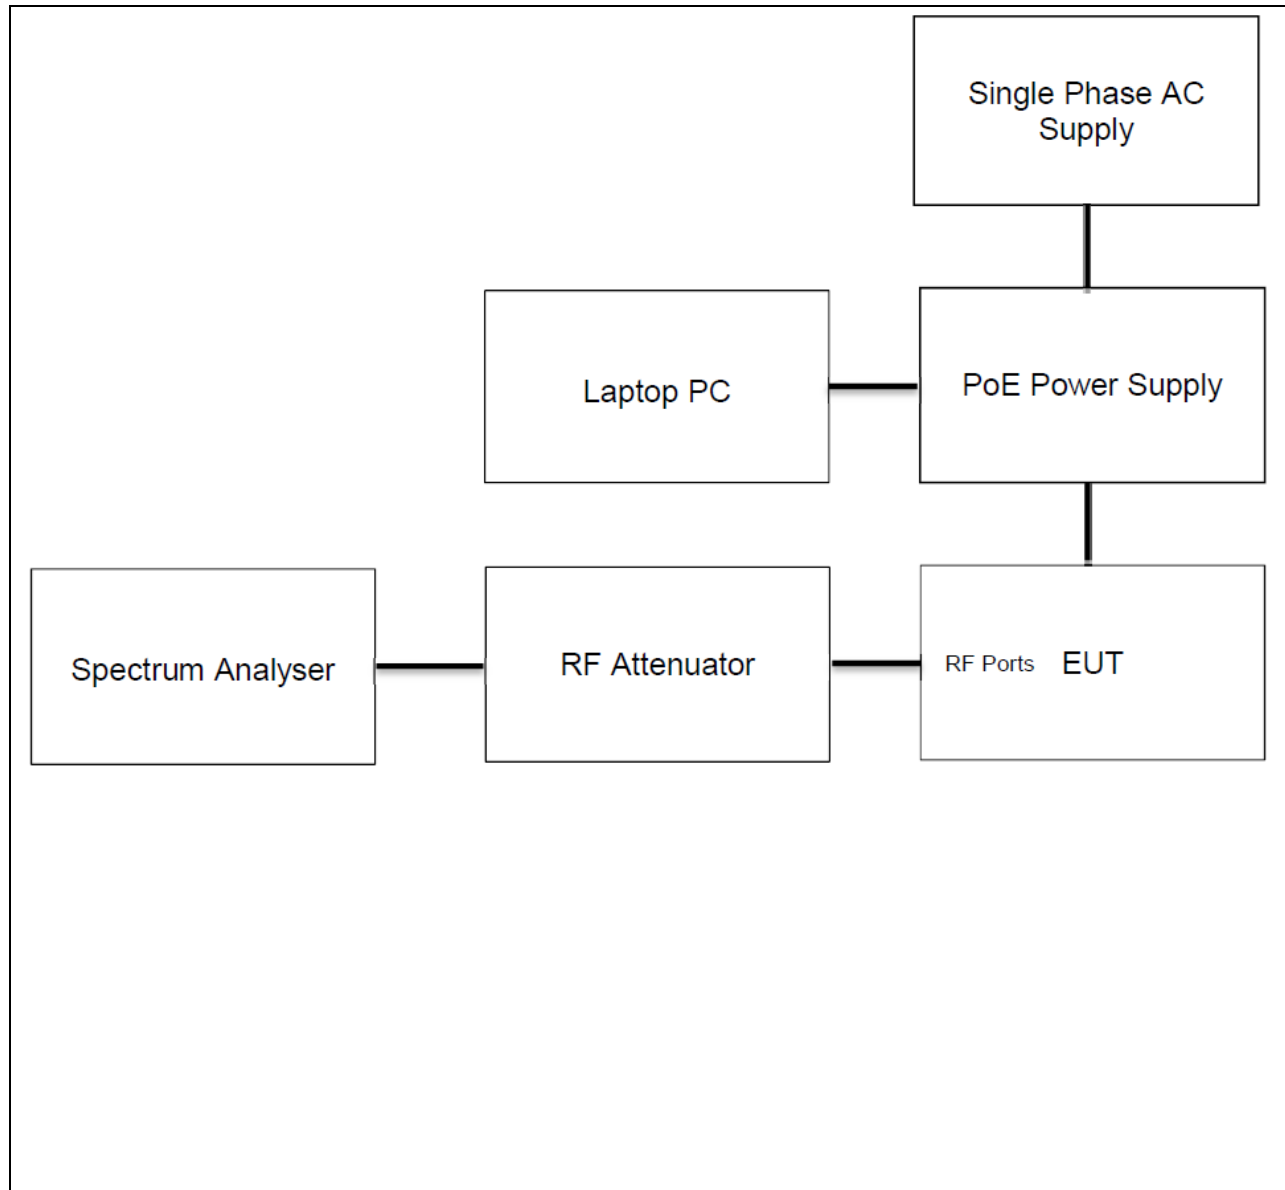 Single Phase AC
Supply
Laptop PC
PoE Power Supply
Spectrum Analyser
RF Attenuator
RF Ports
EUT